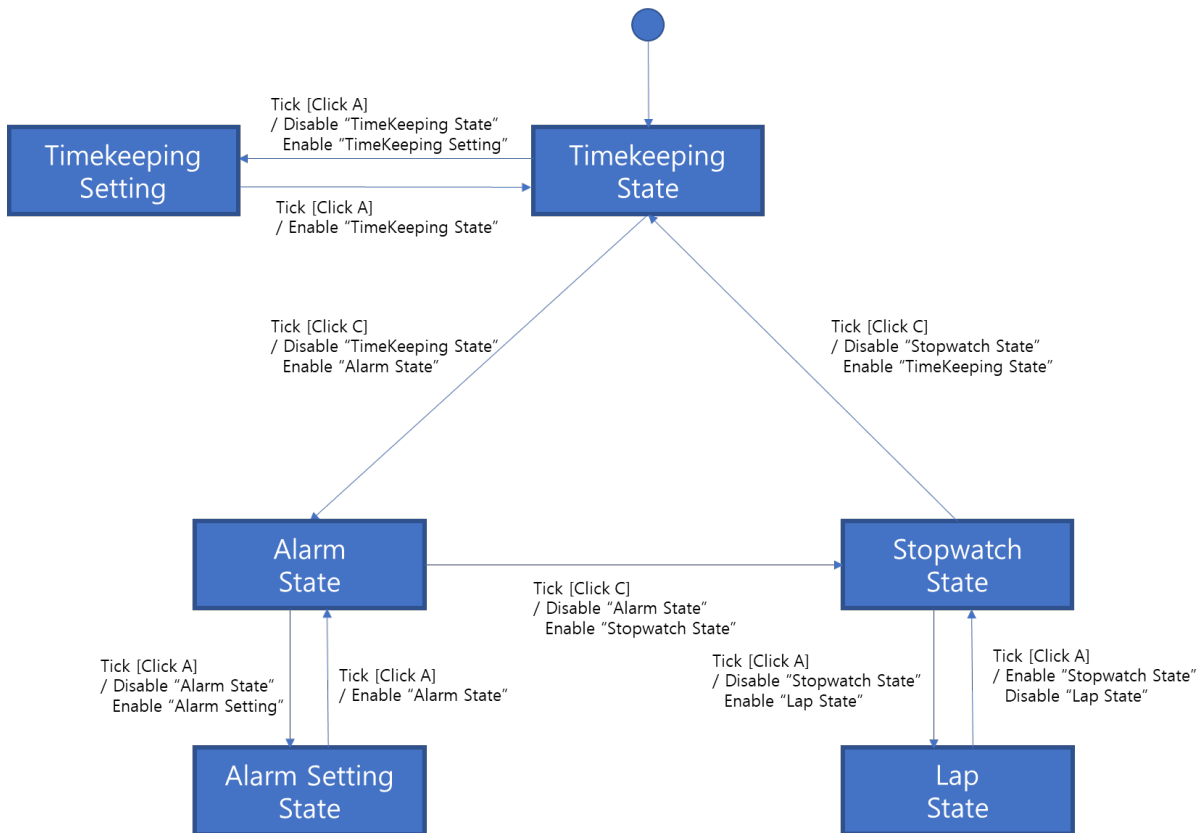 Tick [Click A]
/ Disable “TimeKeeping State”
Enable “TimeKeeping Setting”
Timekeeping
Setting
Timekeeping
State
Tick [Click A]
/ Enable “TimeKeeping State”
Tick [Click C]
/ Disable “TimeKeeping State”
Enable “Alarm State”
Tick [Click C]
/ Disable “Stopwatch State”
Enable “TimeKeeping State”
Alarm
State
Stopwatch
State
Tick [Click C]
/ Disable “Alarm State”
Enable “Stopwatch State”
Tick [Click A]
/ Disable “Alarm State”
Enable “Alarm Setting”
Tick [Click A]
/ Enable “Alarm State”
Tick [Click A]
/ Disable “Stopwatch State”
Enable “Lap State”
Tick [Click A]
/ Enable “Stopwatch State”
Disable “Lap State”
Alarm Setting
State
Lap
State